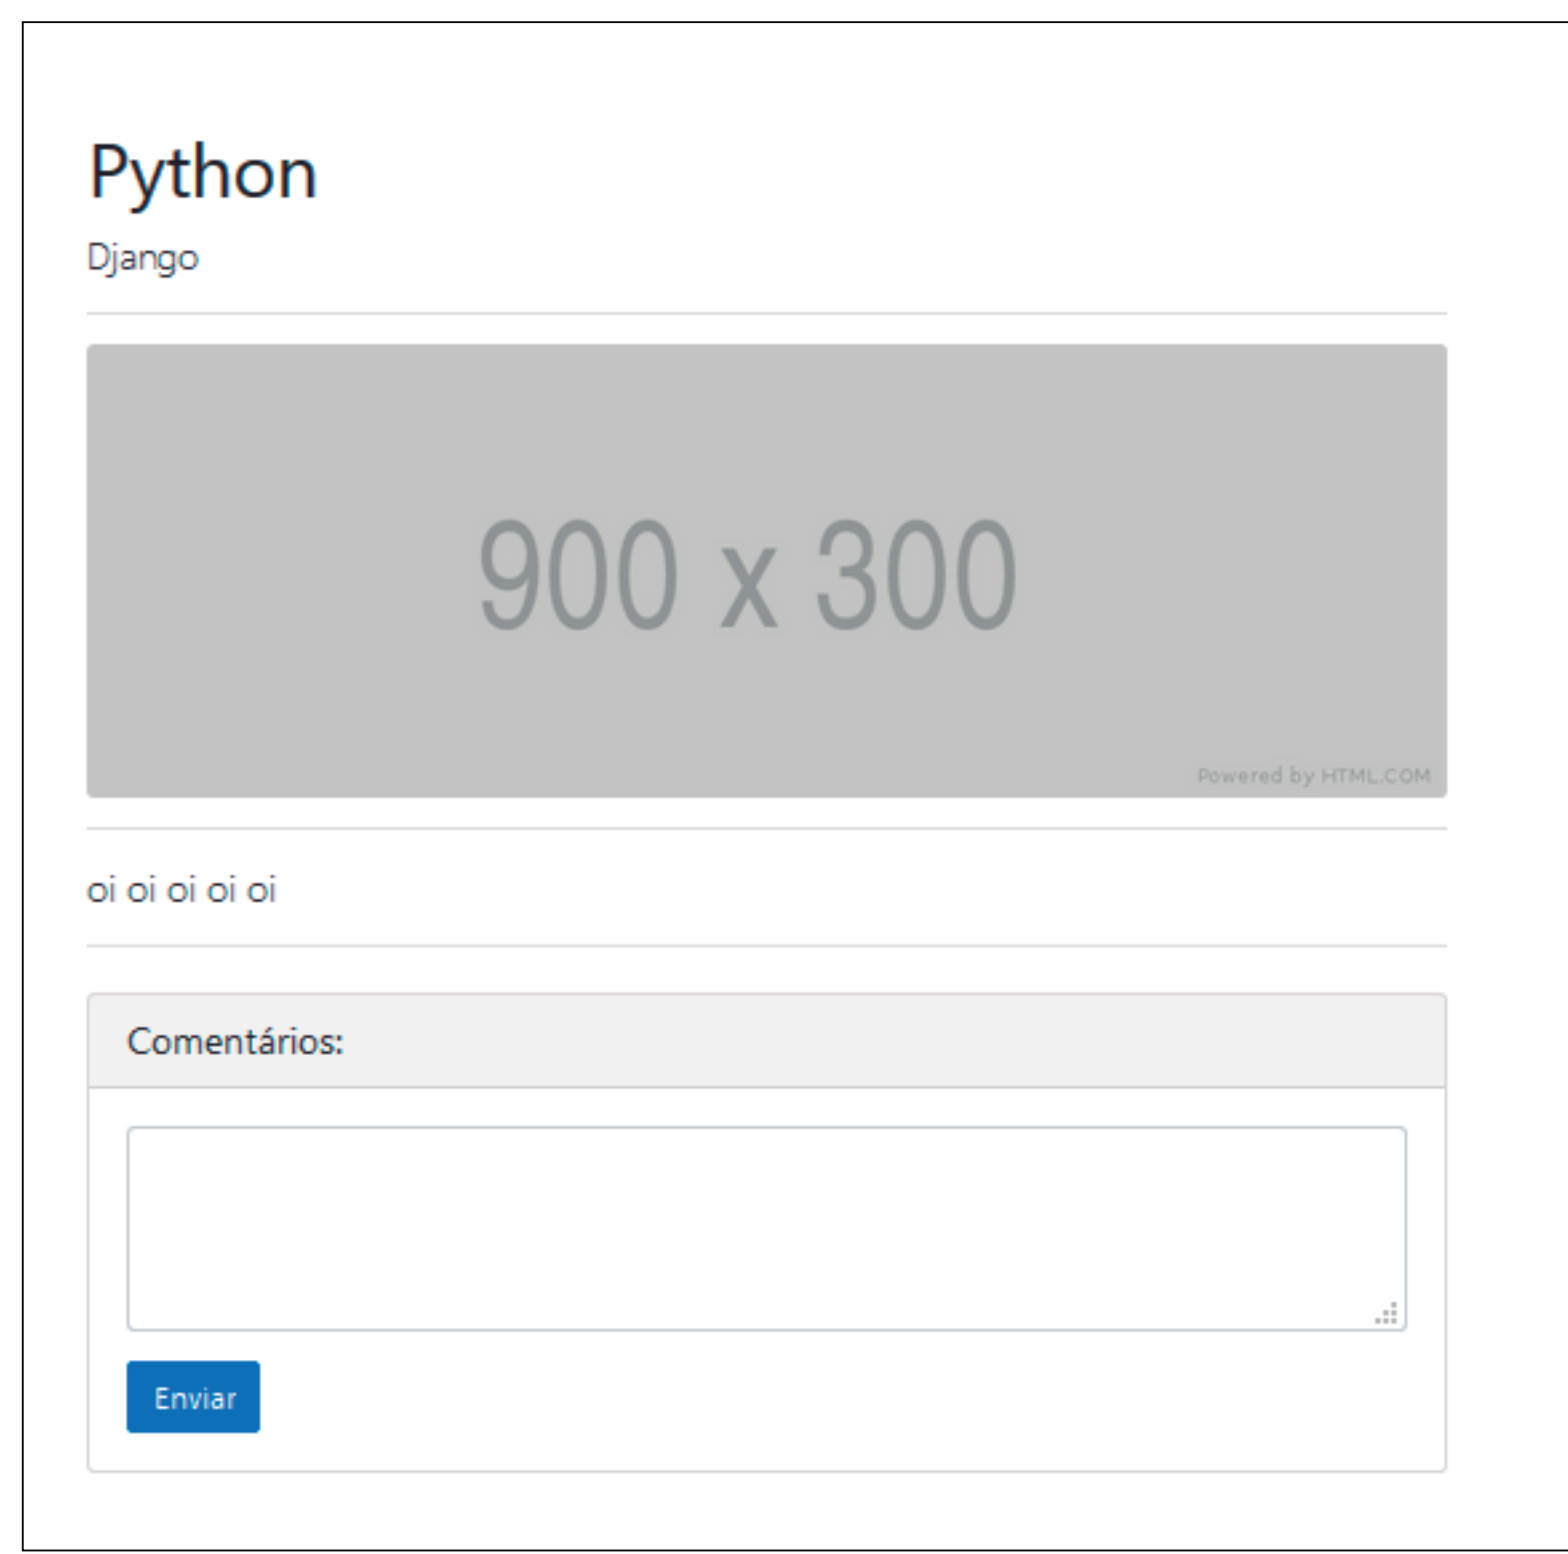 Python
Django
900 x 300
Powered by HTML.COM
oi oi oi oi oi
Comentários:
Enviar